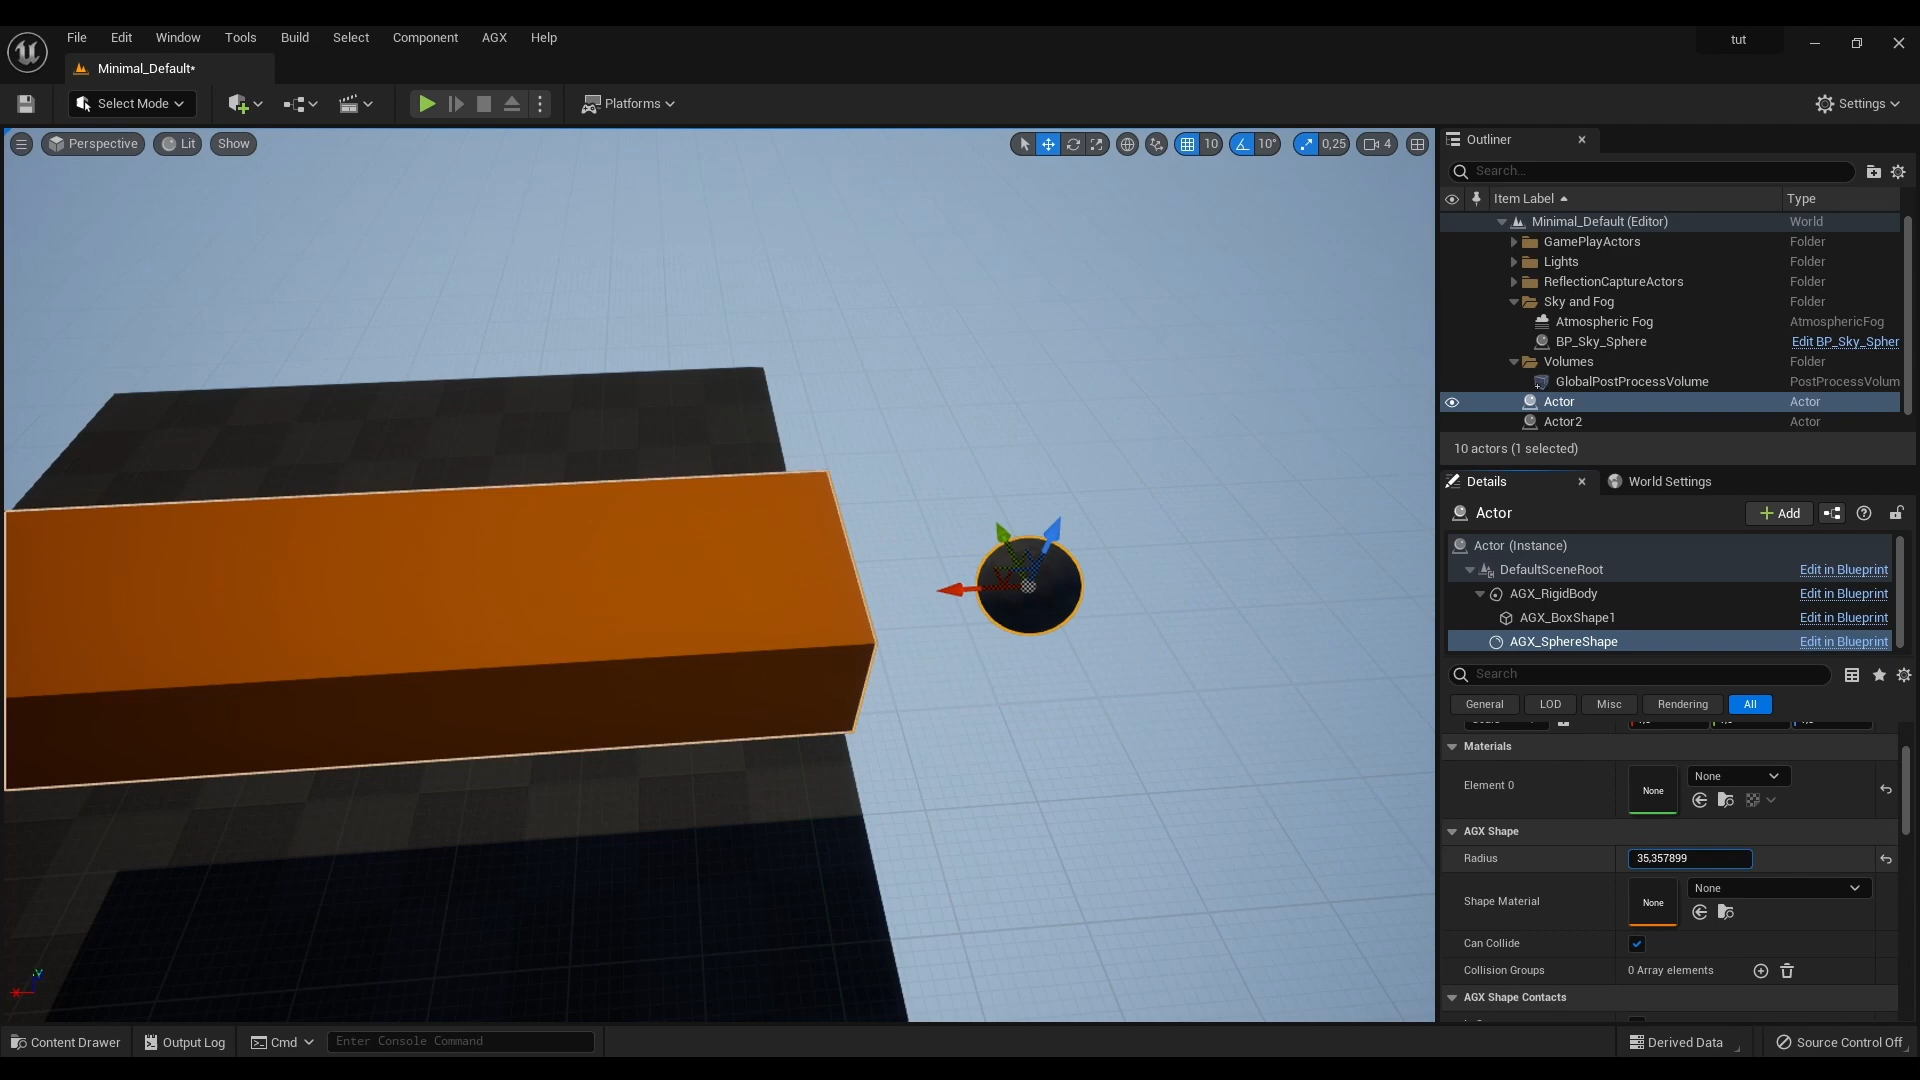 File Edit Window Tools Build Select Component AGX Help
tut
Minimal_Default*
Select Mode
Platforms
Settings
Perspective Lit Show
10 10° 0,25 4
Outliner
Search...
Item Label Type
Minimal_Default (Editor) World
GamePlayActors Folder
Lights Folder
ReflectionCaptureActors Folder
Sky and Fog Folder
Atmospheric Fog AtmosphericFog
BP_Sky_Sphere Edit BP_Sky_Spher
Volumes Folder
GlobalPostProcessVolume PostProcessVolum
Actor Actor
Actor2 Actor
10 actors (1 selected)
Details World Settings
Actor Add
Actor (Instance)
DefaultSceneRoot Edit in Blueprint
AGX_RigidBody Edit in Blueprint
AGX_BoxShape1 Edit in Blueprint
AGX_SphereShape Edit in Blueprint
Search
General LOD Misc Rendering All
Materials
Element 0 None None
AGX Shape
Radius 35,357899
Shape Material None None
Can Collide
Collision Groups 0 Array elements
AGX Shape Contacts
Content Drawer Output Log Cmd Enter Console Command Derived Data Source Control Off